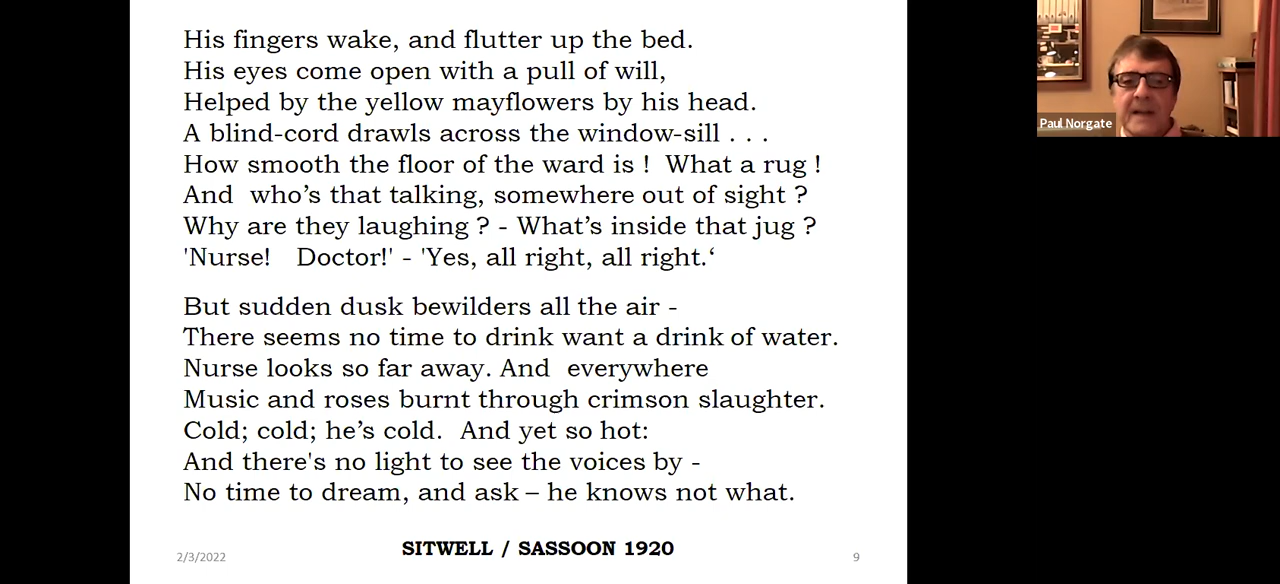 His fingers wake, and flutter up the bed.
His eyes come open with a pull of will,
Helped by the yellow mayflowers by his head.
A blind-cord drawls across the window-sill . . .
How smooth the floor of the ward is ! What a rug !
And who’s that talking, somewhere out of sight ?
Why are they laughing ? - What’s inside that jug ?
'Nurse! Doctor!' - 'Yes, all right, all right.‘
But sudden dusk bewilders all the air -
There seems no time to drink want a drink of water.
Nurse looks so far away. And everywhere
Music and roses burnt through crimson slaughter.
Cold; cold; he’s cold. And yet so hot:
And there's no light to see the voices by -
No time to dream, and ask – he knows not what.
SITWELL / SASSOON 1920
2/3/2022
9
Paul Norgate